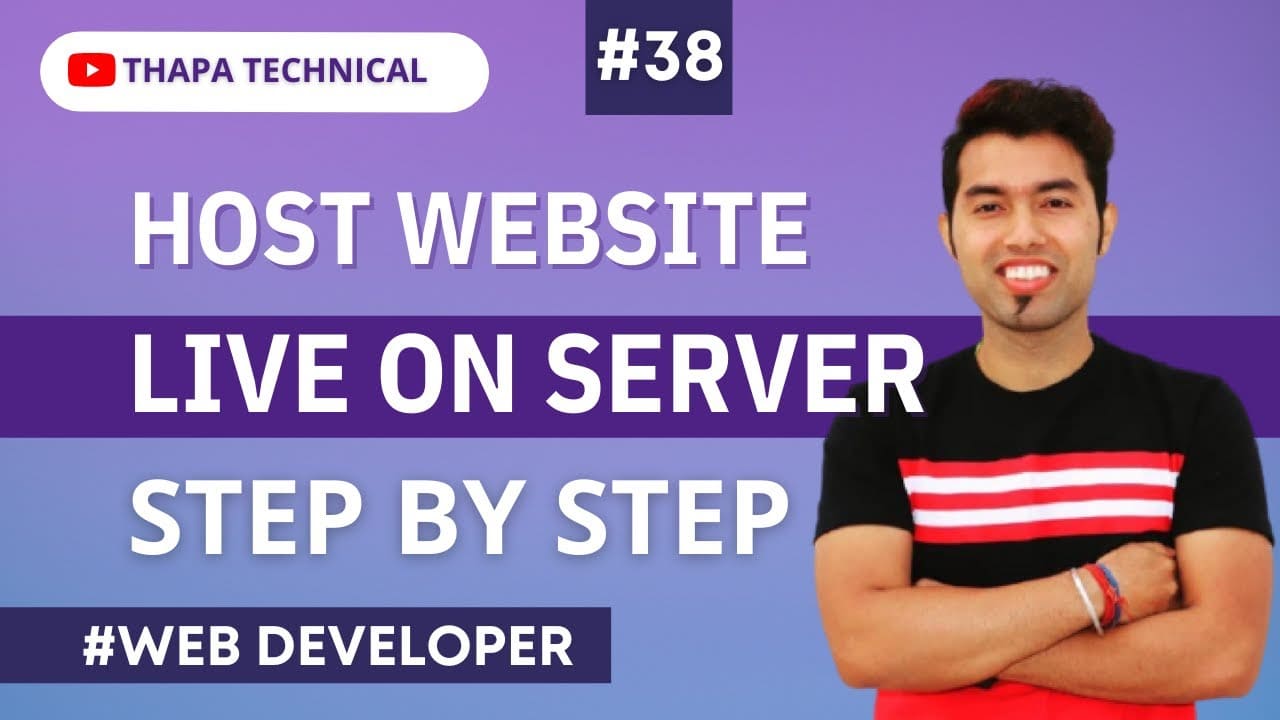 THAPA TECHNICAL
#38
HOST WEBSITE
LIVE ON SERVER
STEP BY STEP
#WEB DEVELOPER